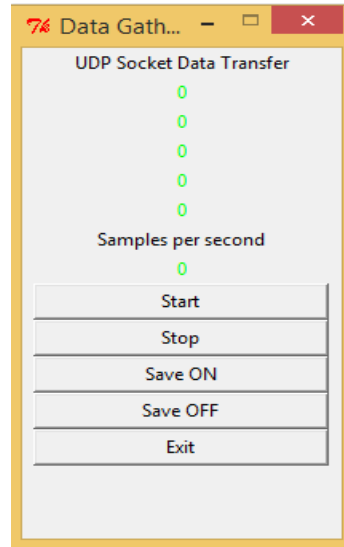 Data Gath...
UDP Socket Data Transfer
0
0
0
0
0
Samples per second
0
Start
Stop
Save ON
Save OFF
Exit